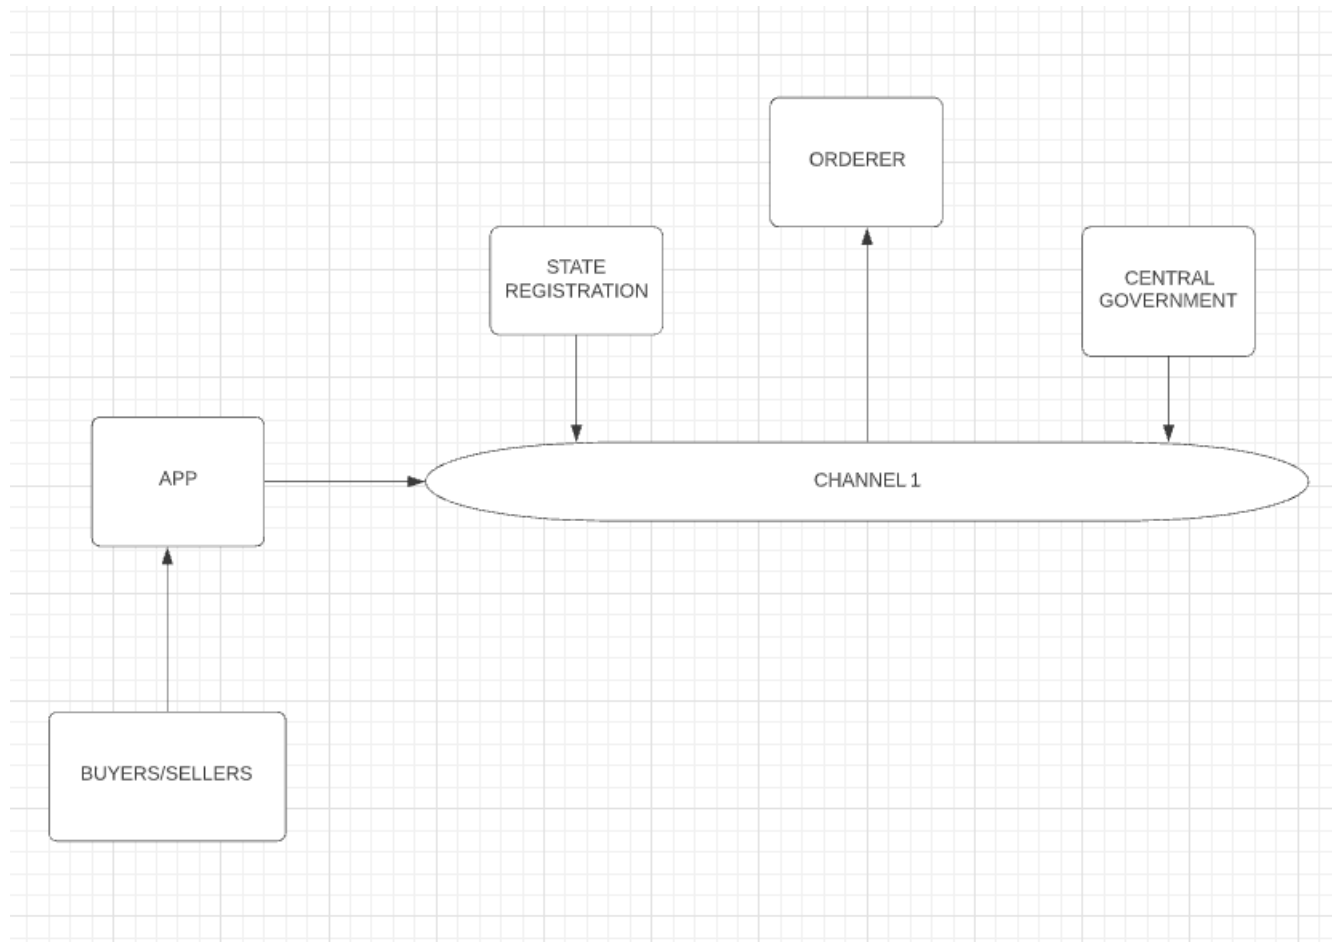 ORDERER
STATE
REGISTRATION
CENTRAL
GOVERNMENT
APP
CHANNEL 1
BUYERS/SELLERS